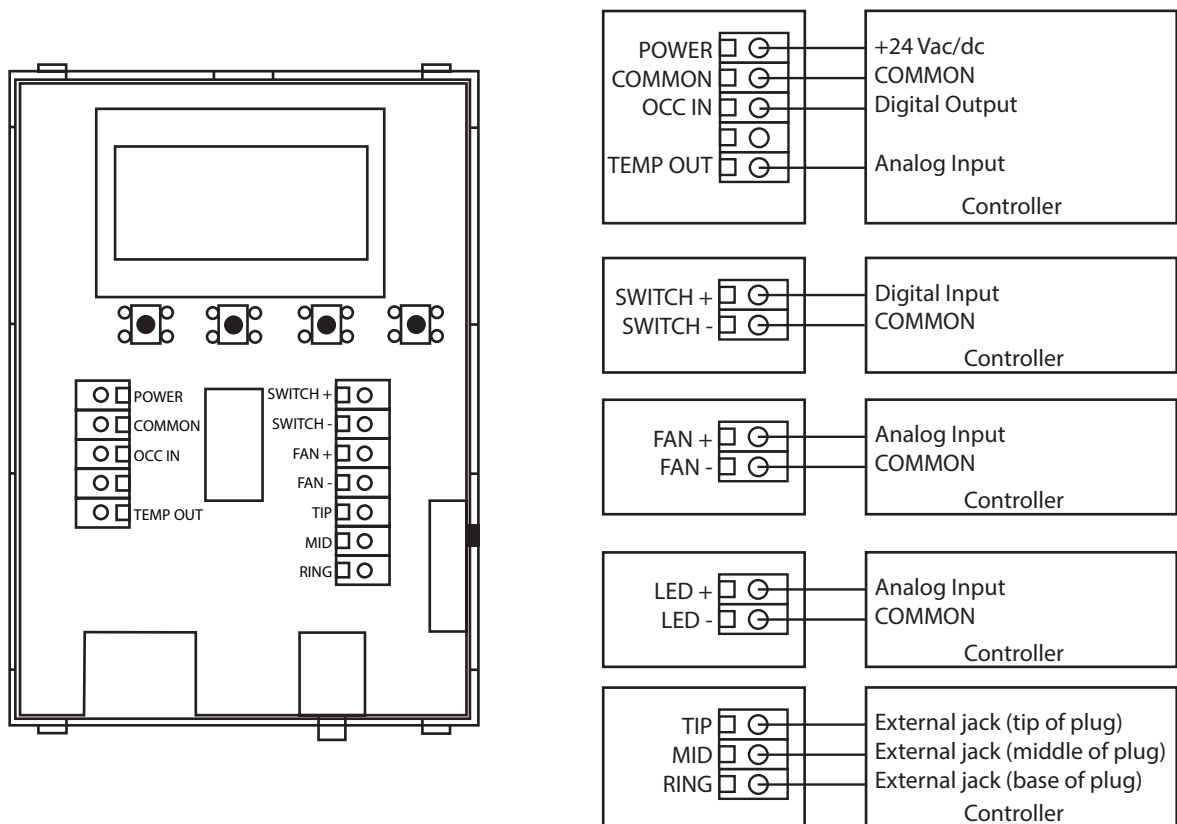 POWER
COMMON
OCC IN
TEMP OUT
SWITCH +
SWITCH -
FAN +
FAN -
TIP
MID
RING
POWER
COMMON
OCC IN
TEMP OUT
+24 Vac/dc
COMMON
Digital Output
Analog Input
Controller
SWITCH +
SWITCH -
Digital Input
COMMON
Controller
FAN +
FAN -
Analog Input
COMMON
Controller
LED +
LED -
Analog Input
COMMON
Controller
TIP
MID
RING
External jack (tip of plug)
External jack (middle of plug)
External jack (base of plug)
Controller